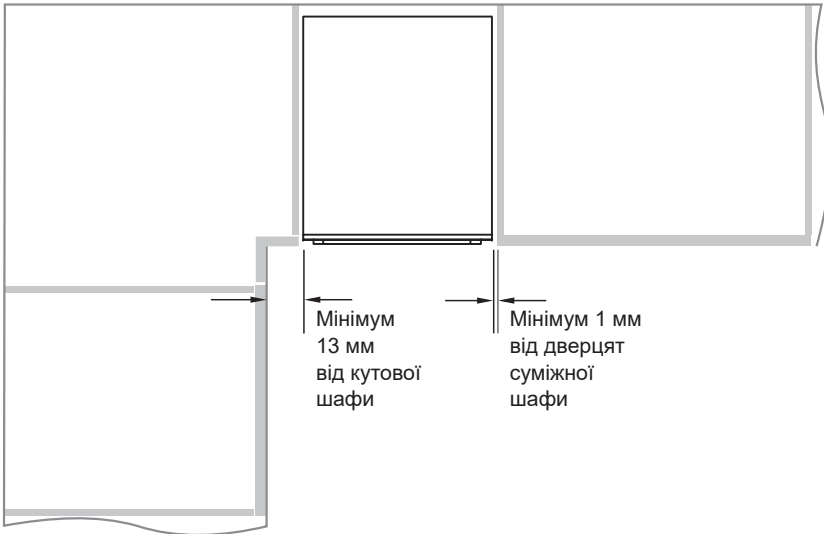 Мінімум
13 мм
від кутової
шафи
Мінімум 1 мм
від дверцят
суміжної
шафи